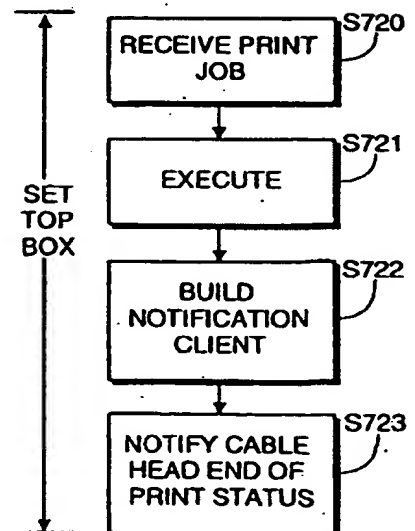 S720
RECEIVE PRINT
JOB
S721
EXECUTE
SET
TOP
BOX
S722
BUILD
NOTIFICATION
CLIENT
S723
NOTIFY CABLE
HEAD END OF
PRINT STATUS